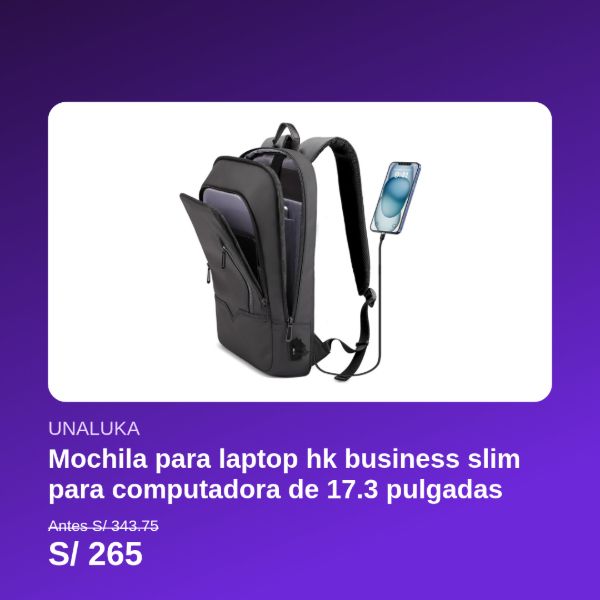 UNALUKA
Mochila para laptop hk business slim
para computadora de 17.3 pulgadas
Antes S/ 343.75
S/ 265